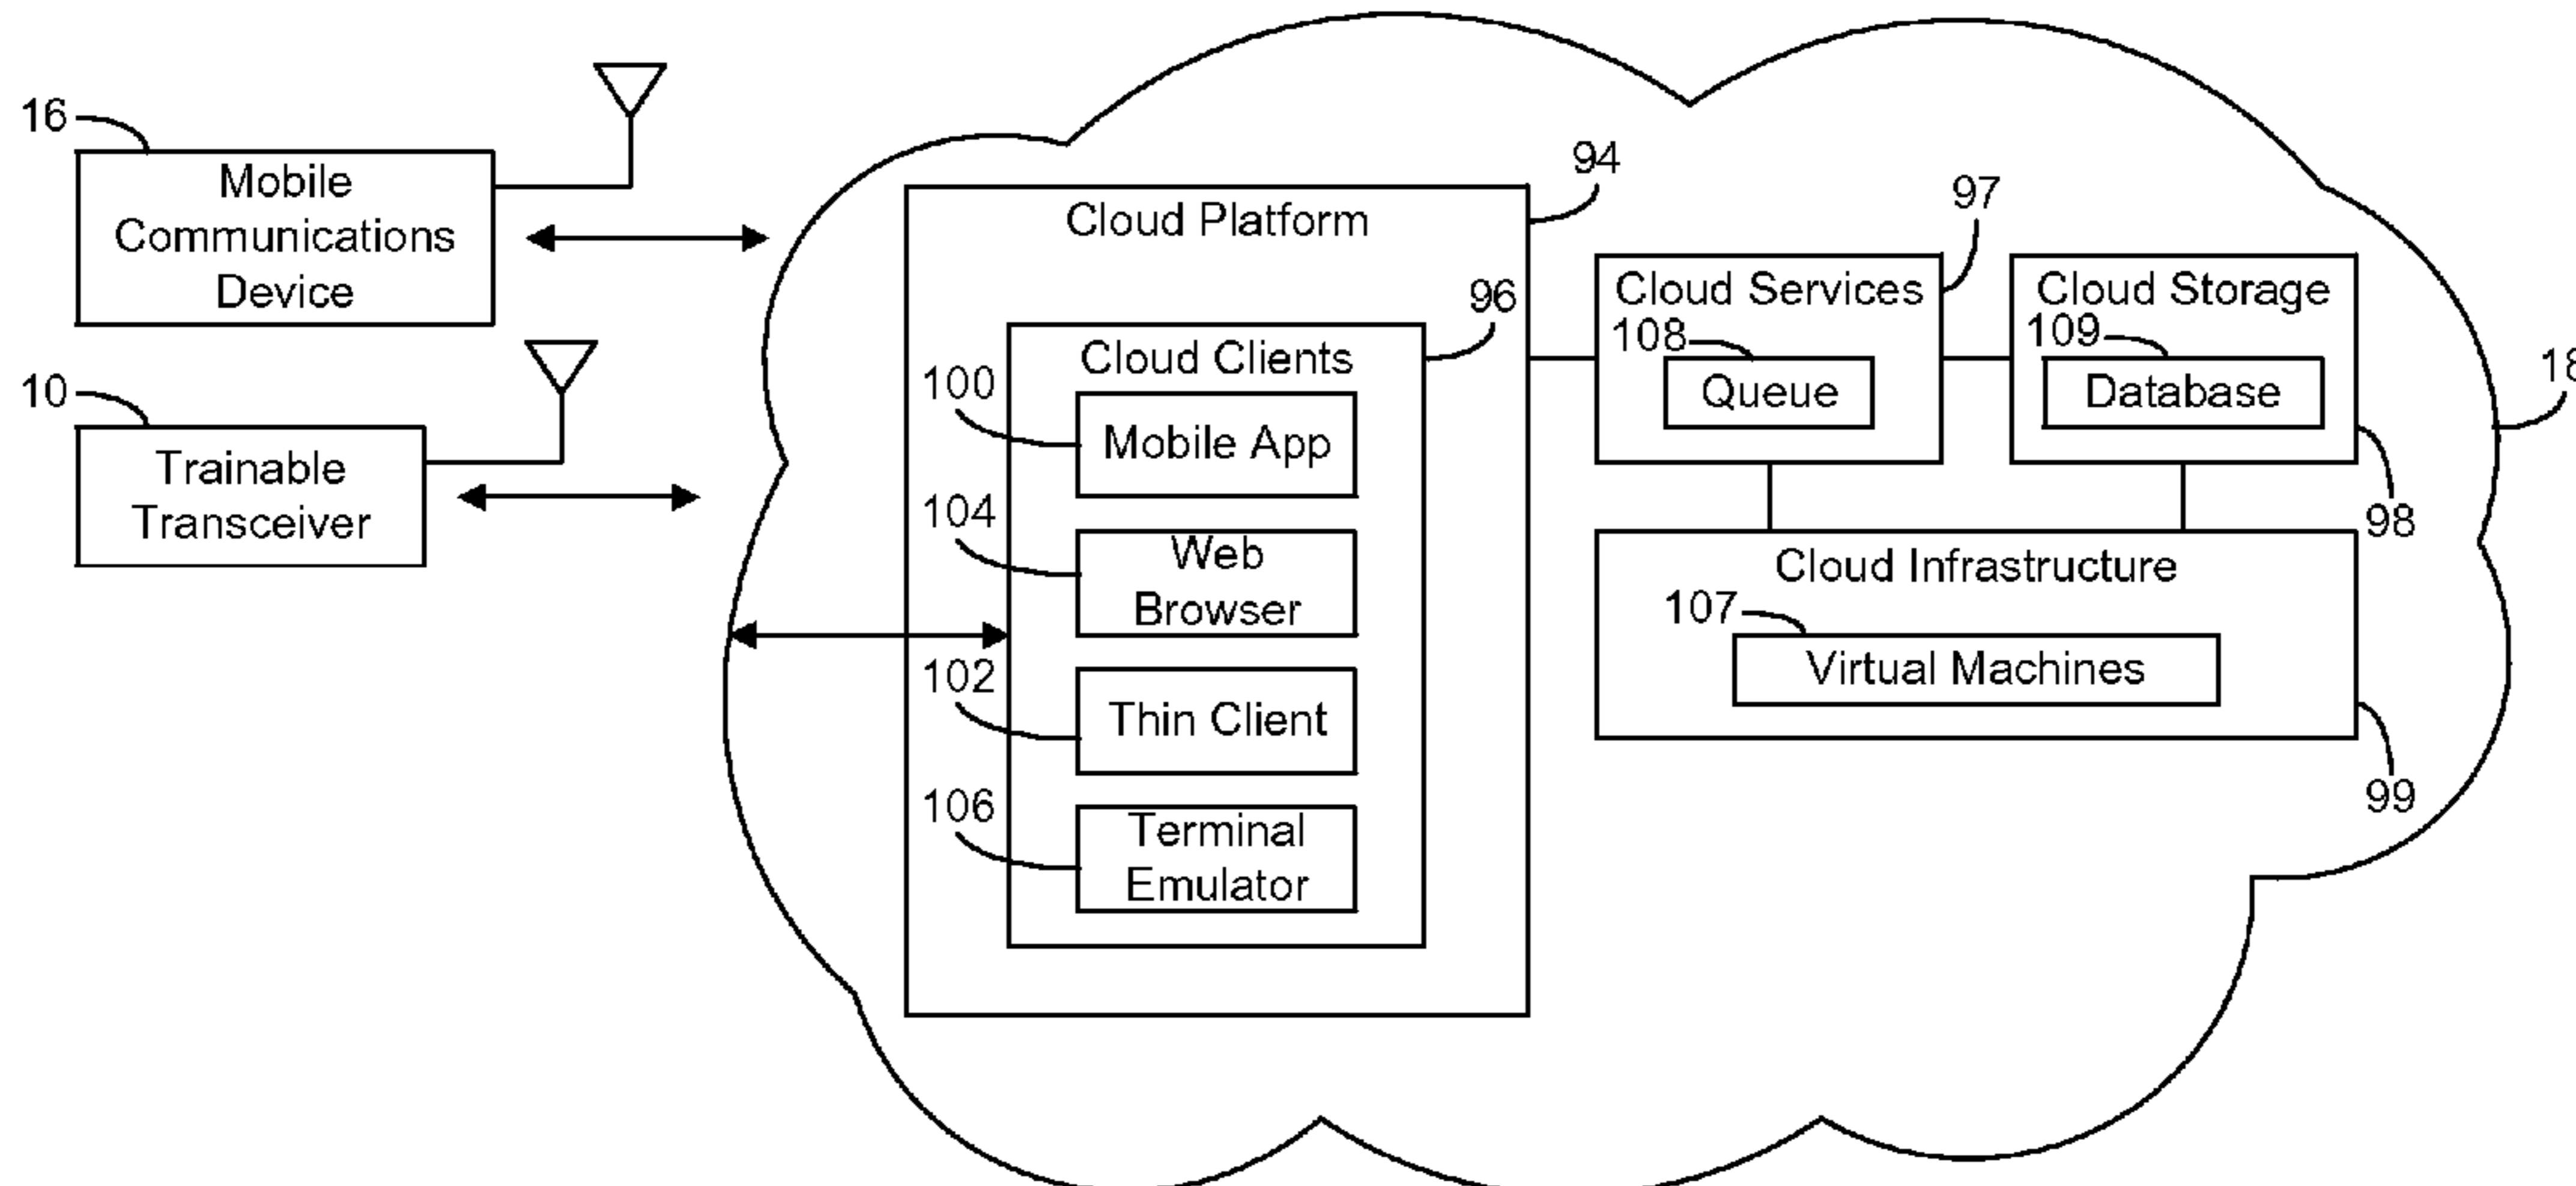 16
Mobile
Communications
Device
10
Trainable
Transceiver
94
Cloud Platform
96
Cloud Clients
100
Mobile App
104
Web
Browser
102
Thin Client
106
Terminal
Emulator
97
Cloud Services
108
Queue
Cloud Storage
109
Database
98
18
Cloud Infrastructure
107
Virtual Machines
99